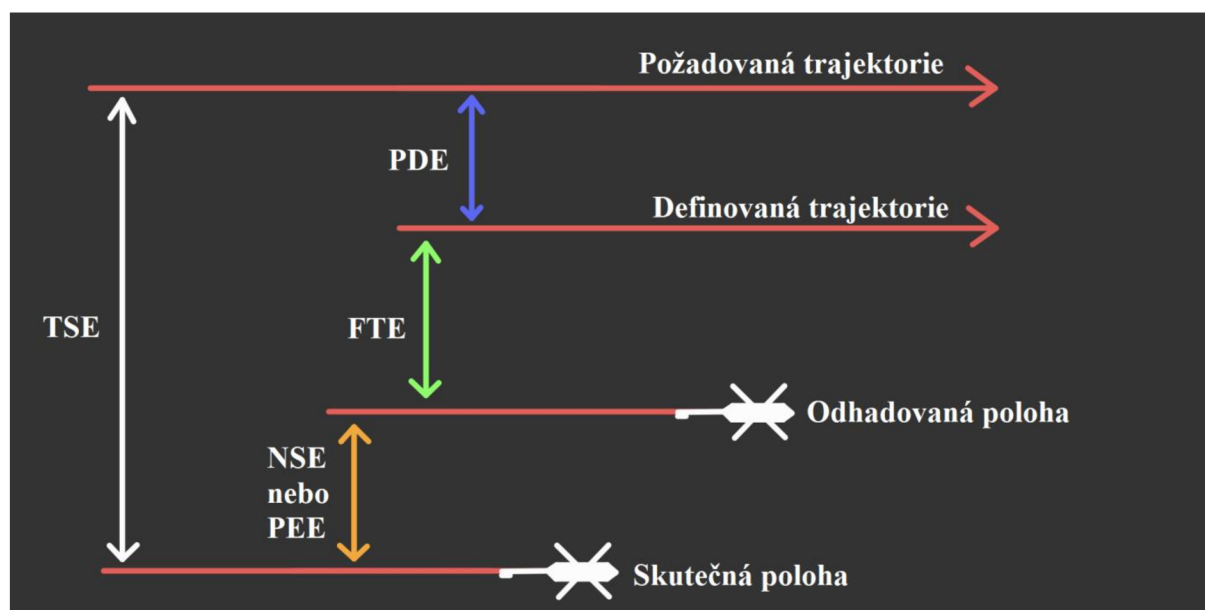 Požadovaná trajektorie
PDE
Definovaná trajektorie
TSE
FTE
Odhadovaná poloha
NSE
nebo
PEE
Skutečná poloha